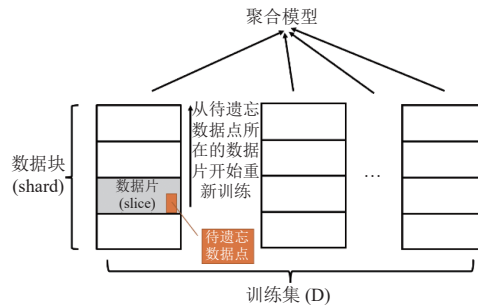 聚合模型
从待遗忘
数据点所
在的数据
片开始重
新训练
数据块
(shard)
数据片
(slice)
…
待遗忘
数据点
训练集 (D)